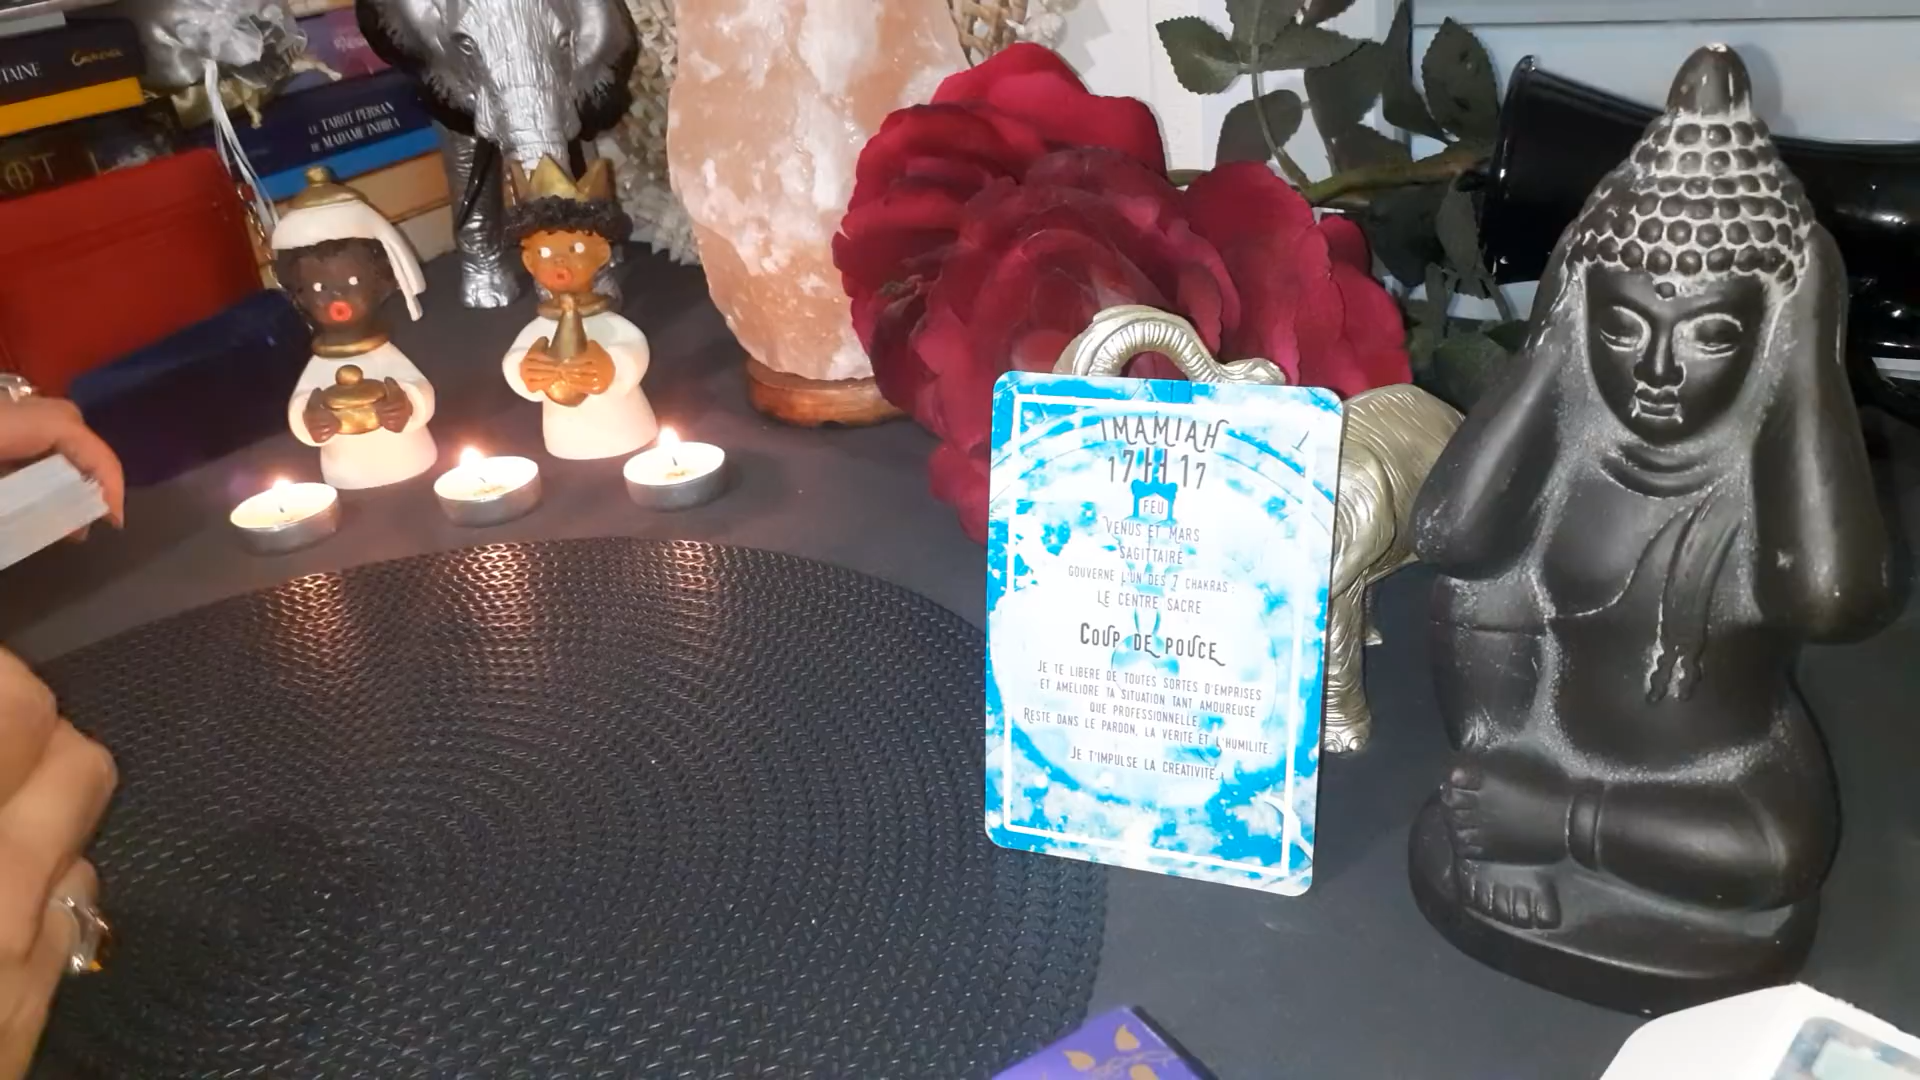 TAINE
LE TAROT PERSAN
DE MADAME INDIRA
IMAMIAH
17H17
FEU
VENUS ET MARS
SAGITTAIRE
GOUVERNE L'UN DES 7 CHAKRAS :
LE CENTRE SACRE
COUP DE POUCE
JE TE LIBERE DE TOUTES SORTES D'EMPRISES
ET AMELIORE TA SITUATION TANT AMOUREUSE
QUE PROFESSIONNELLE.
RESTE DANS LE PARDON, LA VERITE ET L'HUMILITE.
JE T'IMPULSE LA CREATIVITE.